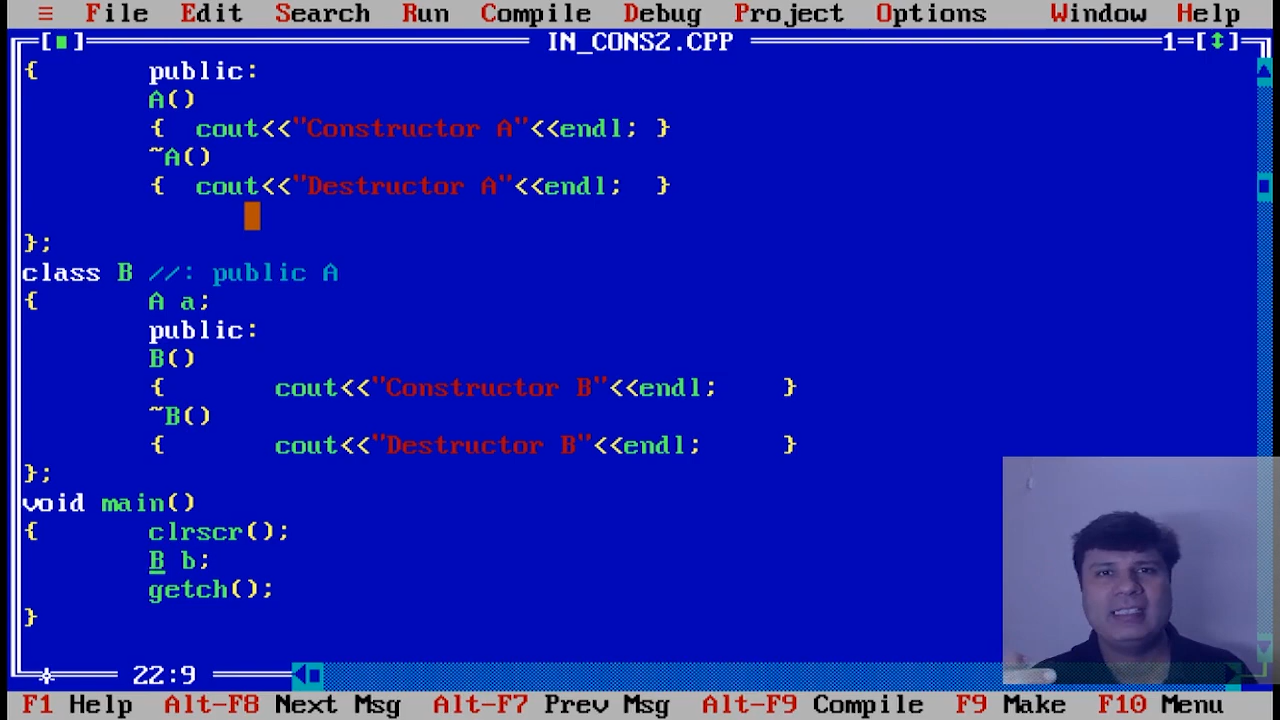 ≡ File Edit Search Run Compile Debug Project Options Window Help
[■] IN_CONS2.CPP 1=[↕]
{ public:
A()
{ cout<<"Constructor A"<<endl; }
~A()
{ cout<<"Destructor A"<<endl; }
};
class B //: public A
{ A a;
public:
B()
{ cout<<"Constructor B"<<endl; }
~B()
{ cout<<"Destructor B"<<endl; }
};
void main()
{ clrscr();
B b;
getch();
}
22:9
F1 Help Alt-F8 Next Msg Alt-F7 Prev Msg Alt-F9 Compile F9 Make F10 Menu